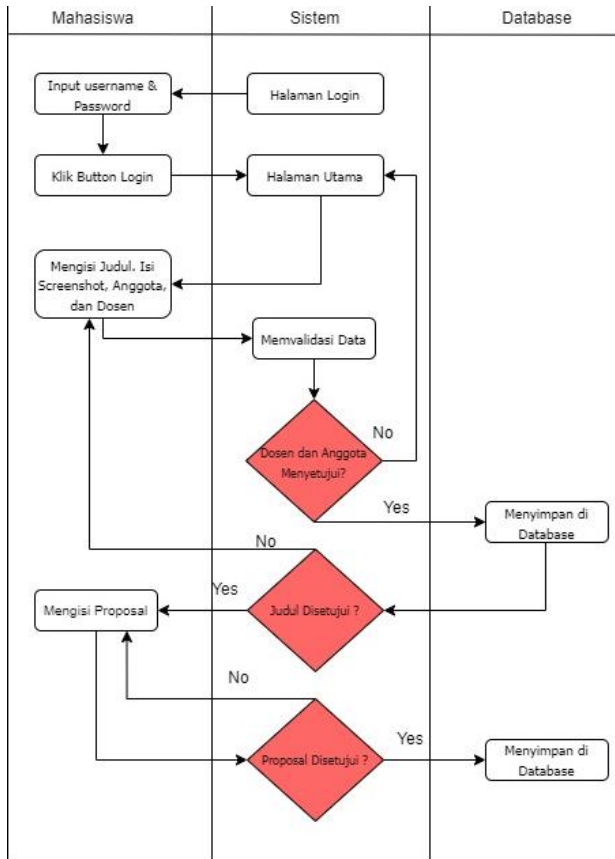 Mahasiswa
Sistem
Database
Input username &
Password
Halaman Login
Klik Button Login
Halaman Utama
Mengisi Judul. Isi
Screenshot, Anggota,
dan Dosen
Memvalidasi Data
No
Dosen dan Anggota
Menyetujui?
Yes
Menyimpan di
Database
No
Yes
Mengisi Proposal
Judul Disetujui ?
No
Yes
Proposal Disetujui ?
Menyimpan di
Database